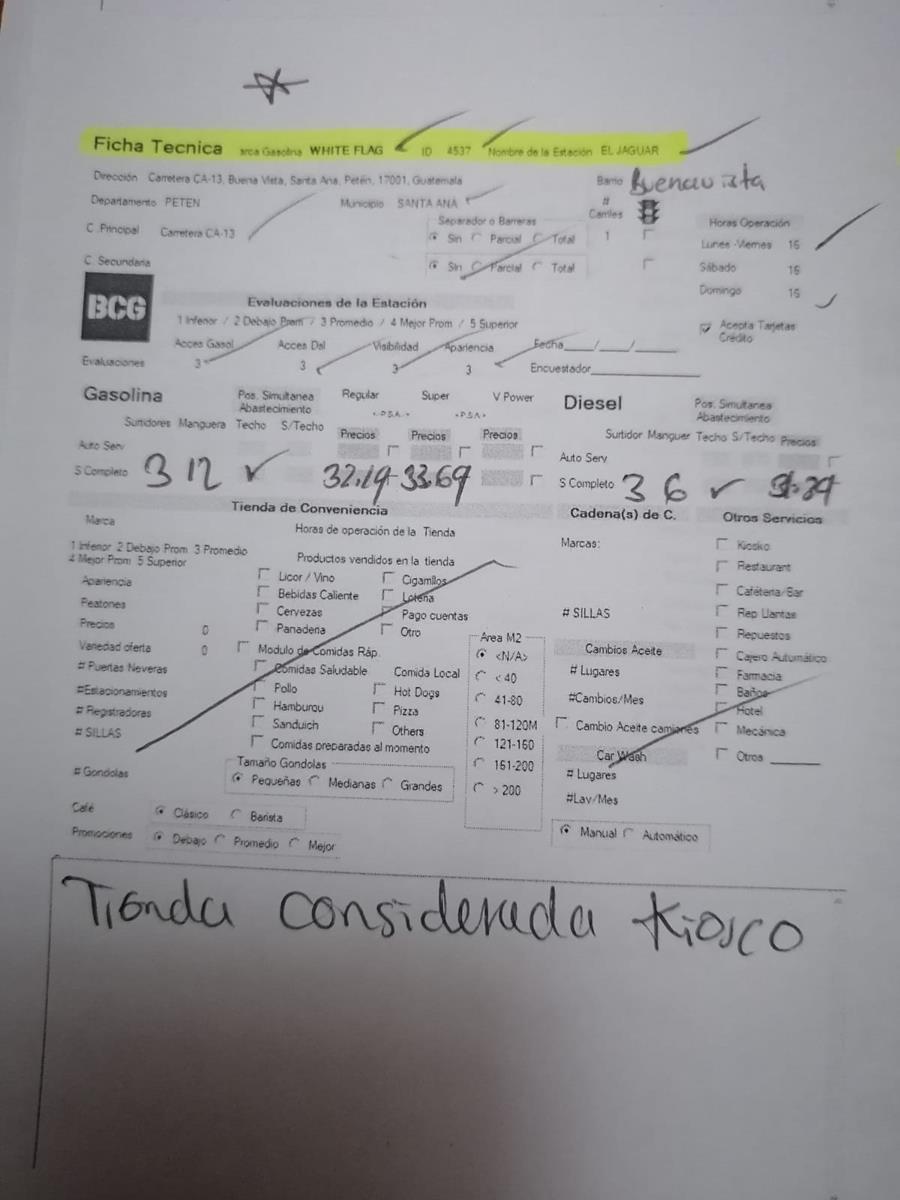 Ficha Tecnica arca Gasolina WHITE FLAG ID 4537 Nombre de la Estación EL JAGUAR
Dirección Carretera CA-13, Buena Vista, Santa Ana, Petén, 17001, Guatemala Barrio Buenavista
Departamento PETEN Municipio SANTA ANA # Carriles
Separador o Barreras Horas Operación
C .Principal Carretera CA-13 Sin Parcial Total 1 Lunes -Viernes 16
C. Secundaria Sin Parcial Total Sábado 16
Domingo 16
BCG
Evaluaciones de la Estación
1 Inferior / 2 Debajo Prom / 3 Promedio / 4 Mejor Prom / 5 Superior Acepta Tarjetas Crédito
Acces Gasol Acces Dsl Visibilidad Apariencia Fecha___/___/___
Evaluaciones 3 3 3 3 Encuestador
Gasolina Pos. Simultanea Abastecimiento Regular Super V Power Diesel Pos. Simultanea Abastecimiento
Surtidores Manguera Techo S/Techo Precios Precios Precios Surtidor Manguer Techo S/Techo Precios
Auto Serv Auto Serv
S Completo 3 12 ✓ 32.19 33.69 S Completo 3 6 ✓
Tienda de Conveniencia Cadena(s) de C. Otros Servicios
Marca Horas de operación de la Tienda
1 Inferior 2 Debajo Prom 3 Promedio
4 Mejor Prom 5 Superior Productos vendidos en la tienda Marcas: Kiosko
Apariencia Licor / Vino Cigarrillos Restaurant
Peatones Bebidas Caliente Loteria Cafeteria/Bar
Precios 0 Cervezas Pago cuentas # SILLAS Rep Llantas
Variedad oferta 0 Panaderia Otro Repuestos
# Puertas Neveras Modulo de Comidas Ráp. Area M2 Cambios Aceite Cajero Automático
#Estacionamientos Comidas Saludable Comida Local <N/A> # Lugares Farmacia
# Registradoras Pollo Hot Dogs < 40 #Cambios/Mes Baños
# SILLAS Hamburgu Pizza 41-80 Hotel
Sanduich Others 81-120M Cambio Aceite camiones Mecánica
Comidas preparadas al momento 121-160 Car Wash Otros
# Gondolas Tamaño Gondolas 161-200 # Lugares
Pequeñas Medianas Grandes > 200 #Lav/Mes
Café Clásico Barista Manual Automático
Promociones Debajo Promedio Mejor
Tienda considerada Kiosco